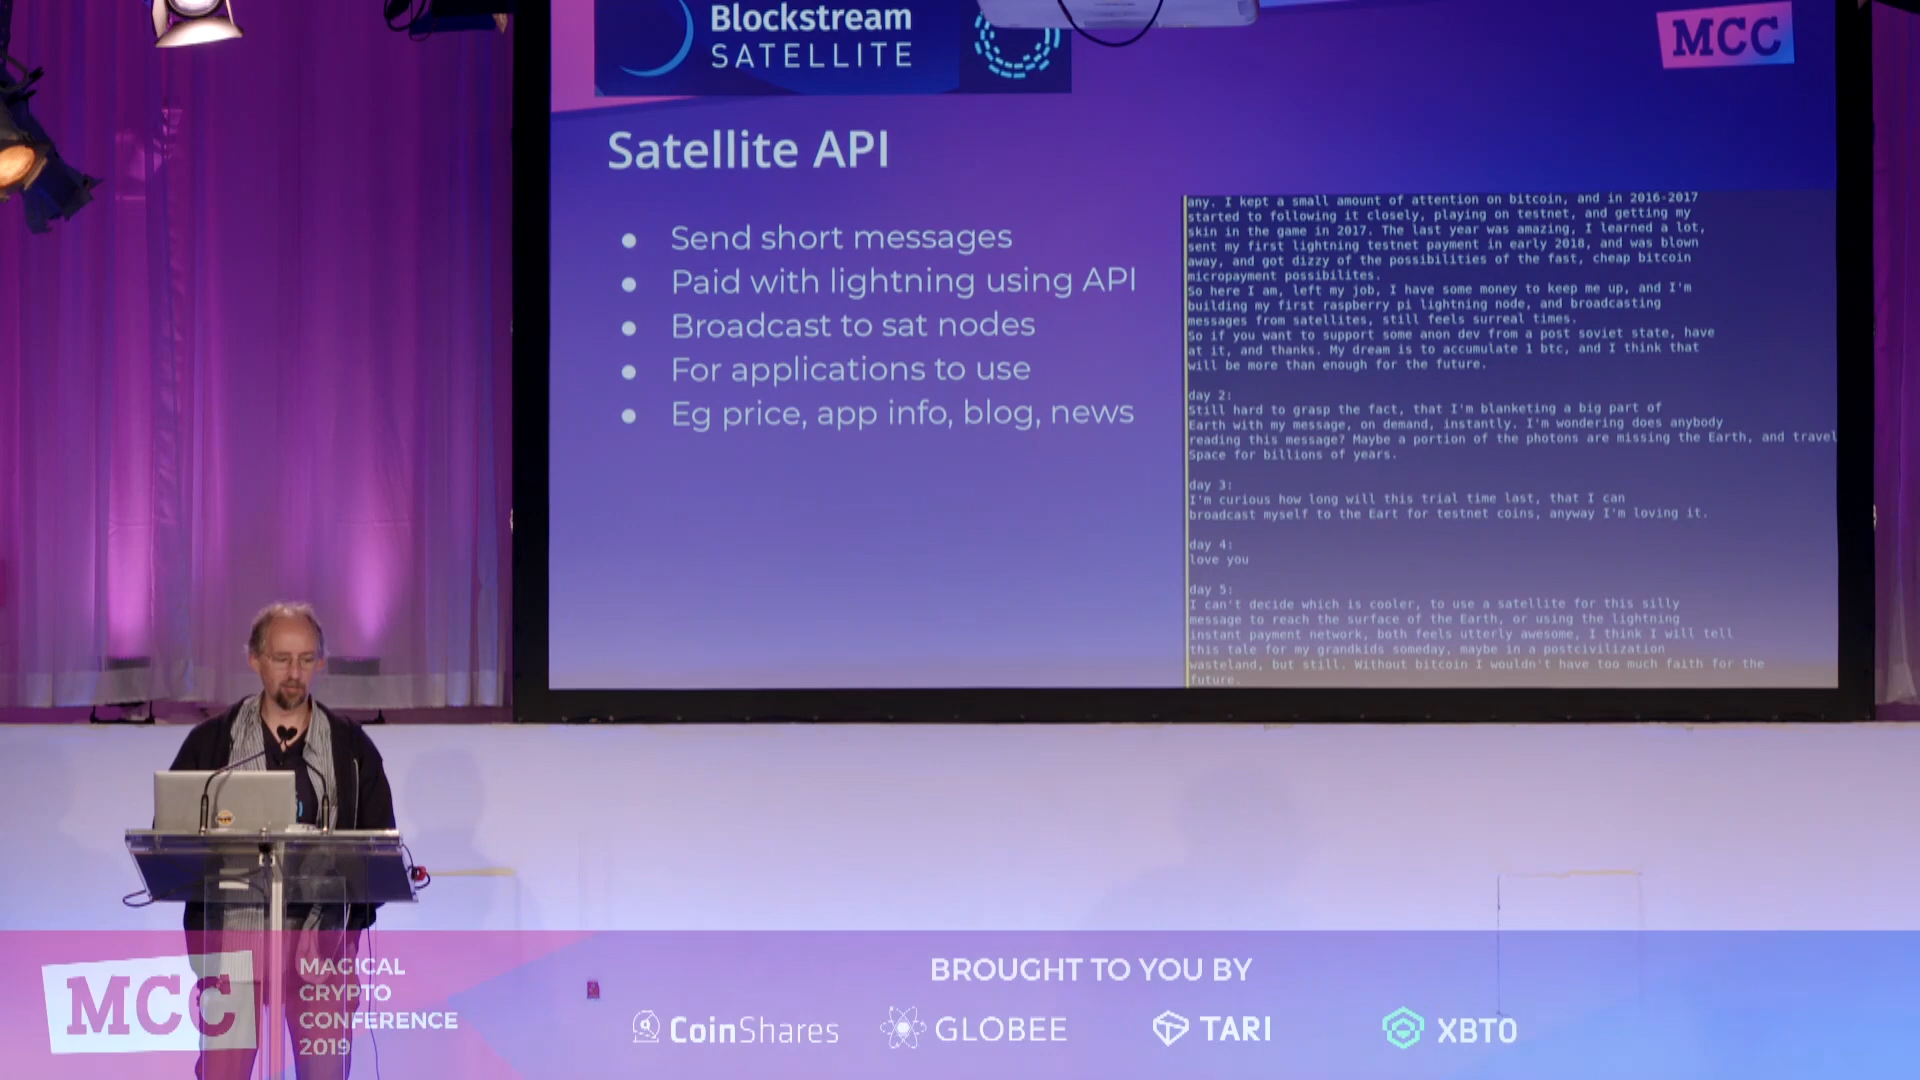 Blockstream
SATELLITE
MCC
Satellite API
● Send short messages
● Paid with lightning using API
● Broadcast to sat nodes
● For applications to use
● Eg price, app info, blog, news
any. I kept a small amount of attention on bitcoin, and in 2016-2017
started to following it closely, playing on testnet, and getting my
skin in the game in 2017. The last year was amazing, I learned a lot,
sent my first lightning testnet payment in early 2018, and was blown
away, and got dizzy of the possibilities of the fast, cheap bitcoin
micropayment possibilites.
So here I am, left my job, I have some money to keep me up, and I'm
building my first raspberry pi lightning node, and broadcasting
messages from satellites, still feels surreal times.
So if you want to support some anon dev from a post soviet state, have
at it, and thanks. My dream is to accumulate 1 btc, and I think that
will be more than enough for the future.
day 2:
Still hard to grasp the fact, that I'm blanketing a big part of
Earth with my message, on demand, instantly. I'm wondering does anybody
reading this message? Maybe a portion of the photons are missing the Earth, and travel
Space for billions of years.
day 3:
I'm curious how long will this trial time last, that I can
broadcast myself to the Eart for testnet coins, anyway I'm loving it.
day 4:
love you
day 5:
I can't decide which is cooler, to use a satellite for this silly
message to reach the surface of the Earth, or using the lightning
instant payment network, both feels utterly awesome, I think I will tell
this tale for my grandkids someday, maybe in a postcivilization
wasteland, but still. Without bitcoin I wouldn't have too much faith for the
future.
MCC
MAGICAL
CRYPTO
CONFERENCE
2019
BROUGHT TO YOU BY
CoinShares
GLOBEE
TARI
XBTO